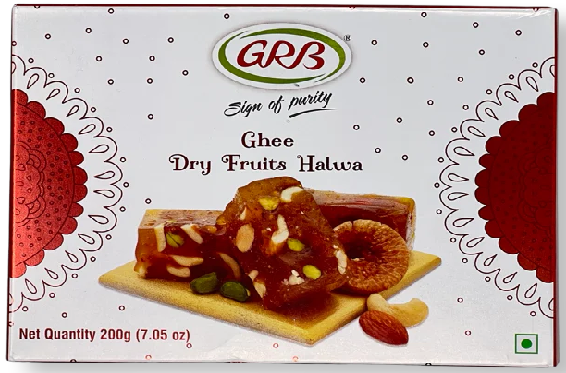 GRB
®
Sign of purity
Ghee
Dry Fruits Halwa
Net Quantity 200g (7.05 oz)